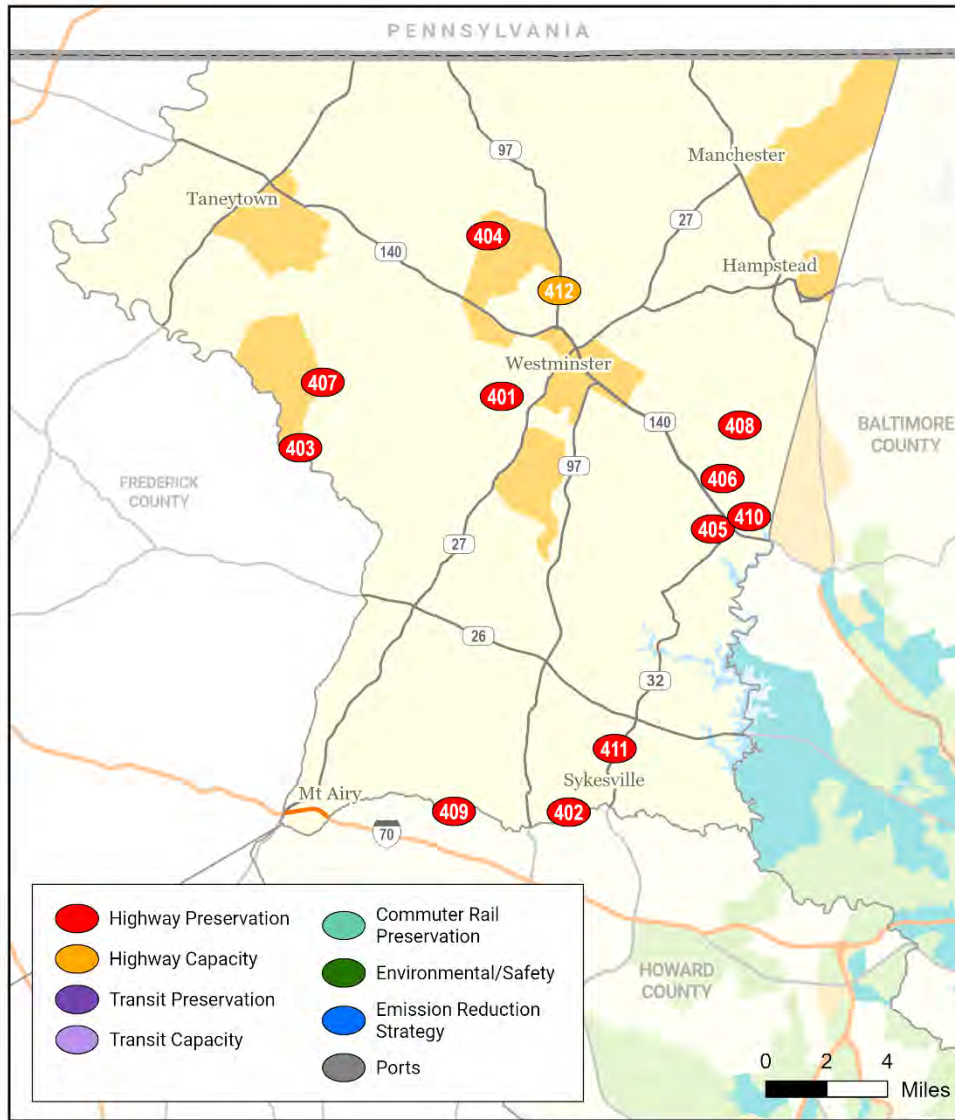 PENNSYLVANIA
97
Manchester
Taneytown
27
404
140
Hampstead
412
Westminster
407
401
BALTIMORE
COUNTY
408
140
403
97
406
FREDERICK
COUNTY
410
405
27
26
32
411
Sykesville
Mt Airy
409
402
70
Highway Preservation
Highway Capacity
Transit Preservation
Transit Capacity
Commuter Rail
Preservation
Environmental/Safety
Emission Reduction
Strategy
Ports
HOWARD
COUNTY
0 2 4
Miles